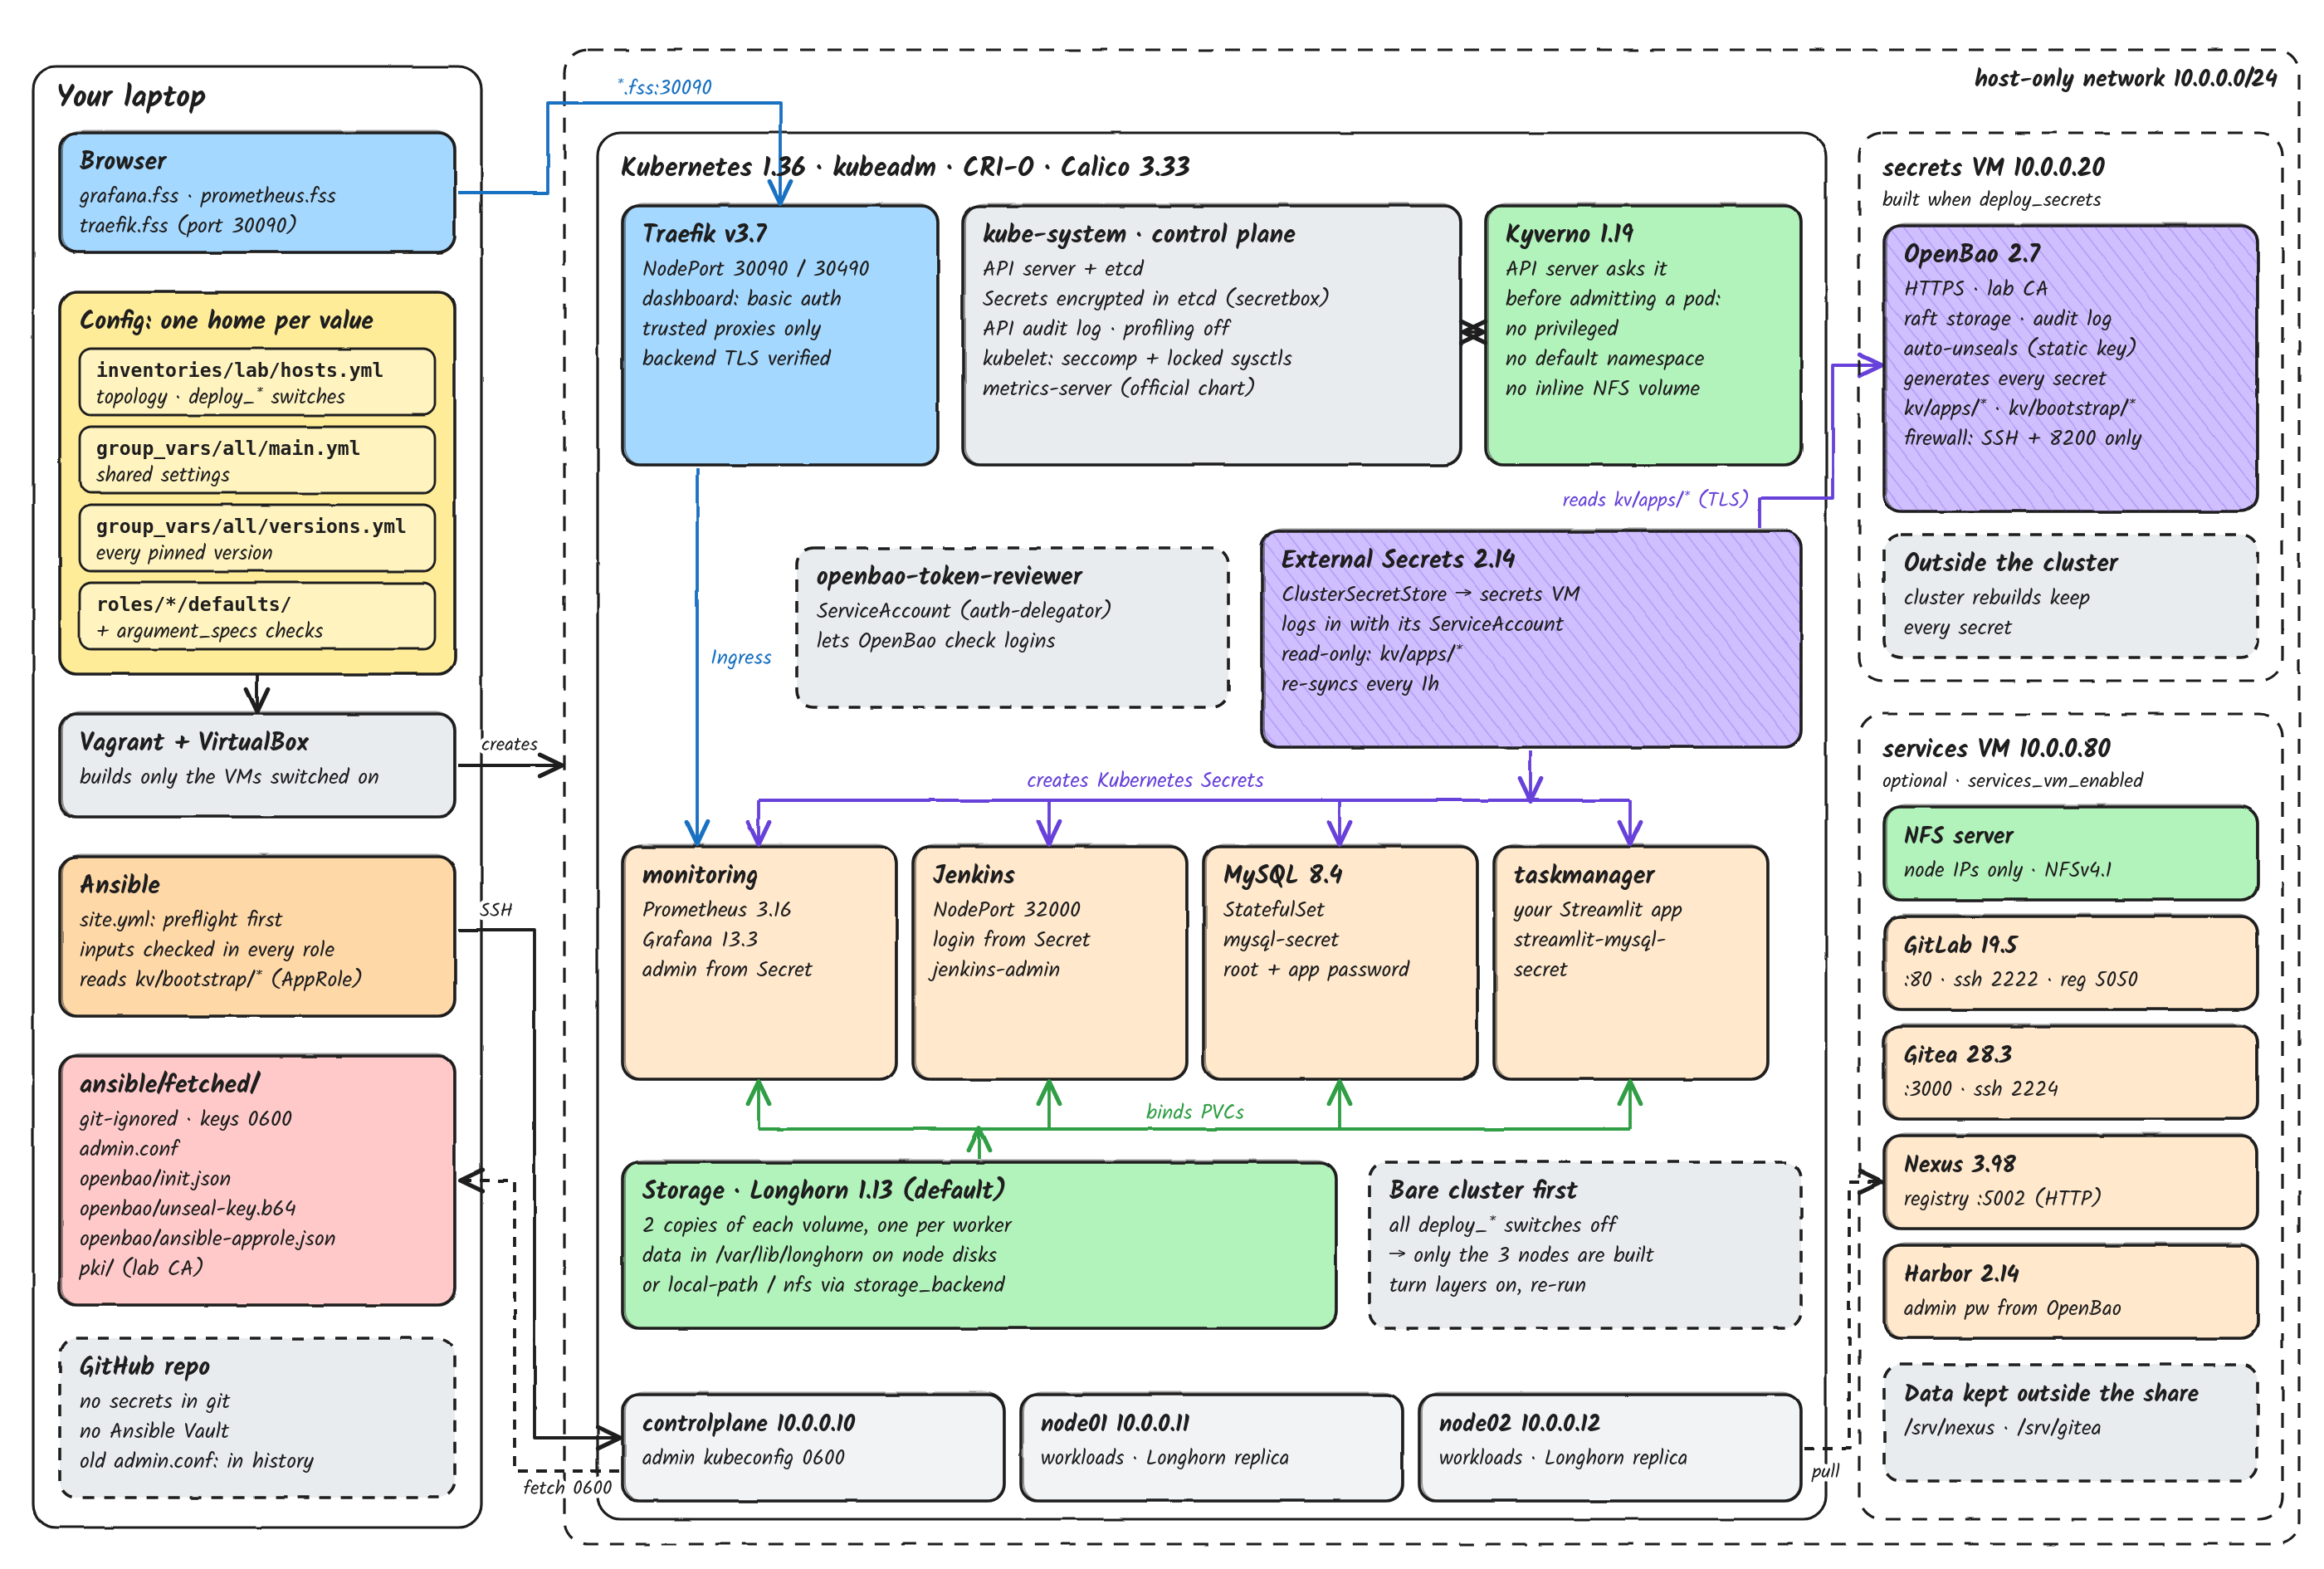 Your laptop
Browser
grafana.fss · prometheus.fss
traefik.fss (port 30090)
Config: one home per value
inventories/lab/hosts.yml
topology · deploy_* switches
group_vars/all/main.yml
shared settings
group_vars/all/versions.yml
every pinned version
roles/*/defaults/
+ argument_specs checks
Vagrant + VirtualBox
builds only the VMs switched on
Ansible
site.yml: preflight first
inputs checked in every role
reads kv/bootstrap/* (AppRole)
ansible/fetched/
git-ignored · keys 0600
admin.conf
openbao/init.json
openbao/unseal-key.b64
openbao/ansible-approle.json
pki/ (lab CA)
GitHub repo
no secrets in git
no Ansible Vault
old admin.conf: in history
creates
SSH
fetch 0600
*.fss:30090
host-only network 10.0.0.0/24
Kubernetes 1.36 · kubeadm · CRI-O · Calico 3.33
Traefik v3.7
NodePort 30090 / 30490
dashboard: basic auth
trusted proxies only
backend TLS verified
kube-system · control plane
API server + etcd
Secrets encrypted in etcd (secretbox)
API audit log · profiling off
kubelet: seccomp + locked sysctls
metrics-server (official chart)
Kyverno 1.19
API server asks it
before admitting a pod:
no privileged
no default namespace
no inline NFS volume
reads kv/apps/* (TLS)
Ingress
openbao-token-reviewer
ServiceAccount (auth-delegator)
lets OpenBao check logins
External Secrets 2.14
ClusterSecretStore → secrets VM
logs in with its ServiceAccount
read-only: kv/apps/*
re-syncs every 1h
creates Kubernetes Secrets
monitoring
Prometheus 3.16
Grafana 13.3
admin from Secret
Jenkins
NodePort 32000
login from Secret
jenkins-admin
MySQL 8.4
StatefulSet
mysql-secret
root + app password
taskmanager
your Streamlit app
streamlit-mysql-
secret
binds PVCs
Storage · Longhorn 1.13 (default)
2 copies of each volume, one per worker
data in /var/lib/longhorn on node disks
or local-path / nfs via storage_backend
Bare cluster first
all deploy_* switches off
→ only the 3 nodes are built
turn layers on, re-run
controlplane 10.0.0.10
admin kubeconfig 0600
node01 10.0.0.11
workloads · Longhorn replica
node02 10.0.0.12
workloads · Longhorn replica
pull
secrets VM 10.0.0.20
built when deploy_secrets
OpenBao 2.7
HTTPS · lab CA
raft storage · audit log
auto-unseals (static key)
generates every secret
kv/apps/* · kv/bootstrap/*
firewall: SSH + 8200 only
Outside the cluster
cluster rebuilds keep
every secret
services VM 10.0.0.80
optional · services_vm_enabled
NFS server
node IPs only · NFSv4.1
GitLab 19.5
:80 · ssh 2222 · reg 5050
Gitea 28.3
:3000 · ssh 2224
Nexus 3.98
registry :5002 (HTTP)
Harbor 2.14
admin pw from OpenBao
Data kept outside the share
/srv/nexus · /srv/gitea